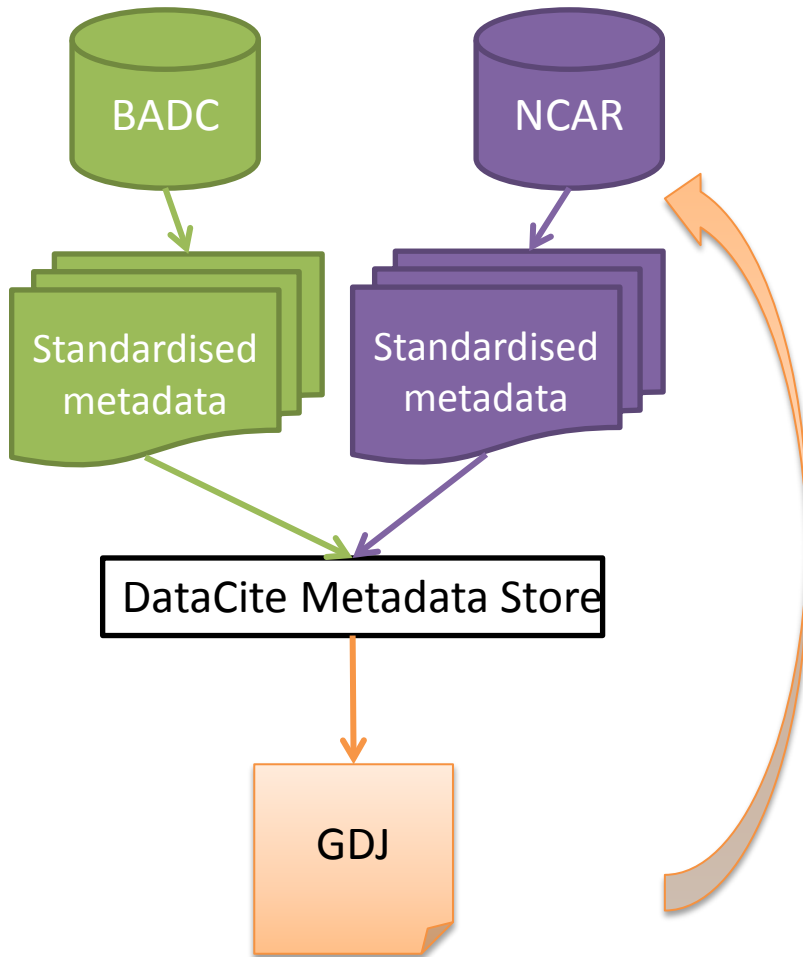 BADC
NCAR
Standardised
metadata
Standardised
metadata
DataCite Metadata Store
GDJ